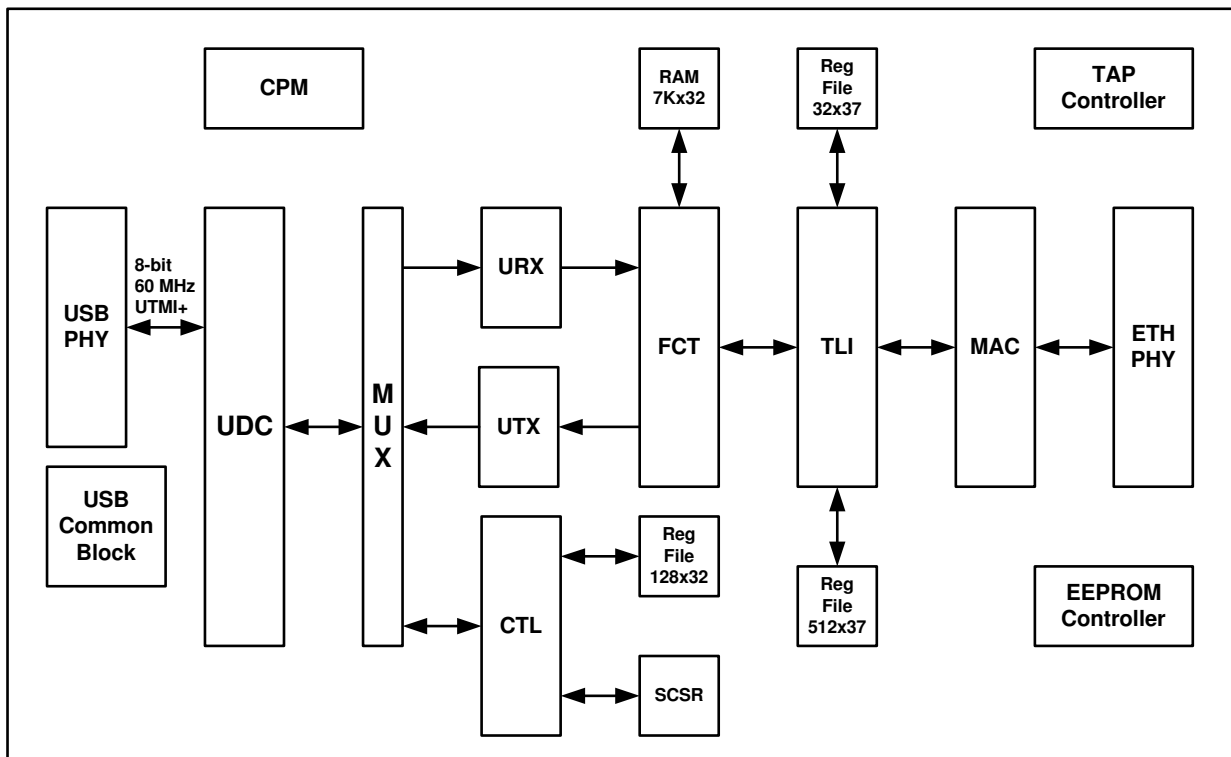 CPM
RAM
7Kx32
Reg
File
32x37
TAP
Controller
USB
PHY
8-bit
60 MHz
UTMI+
UDC
M
U
X
URX
UTX
FCT
TLI
MAC
ETH
PHY
USB
Common
Block
CTL
Reg
File
128x32
SCSR
Reg
File
512x37
EEPROM
Controller